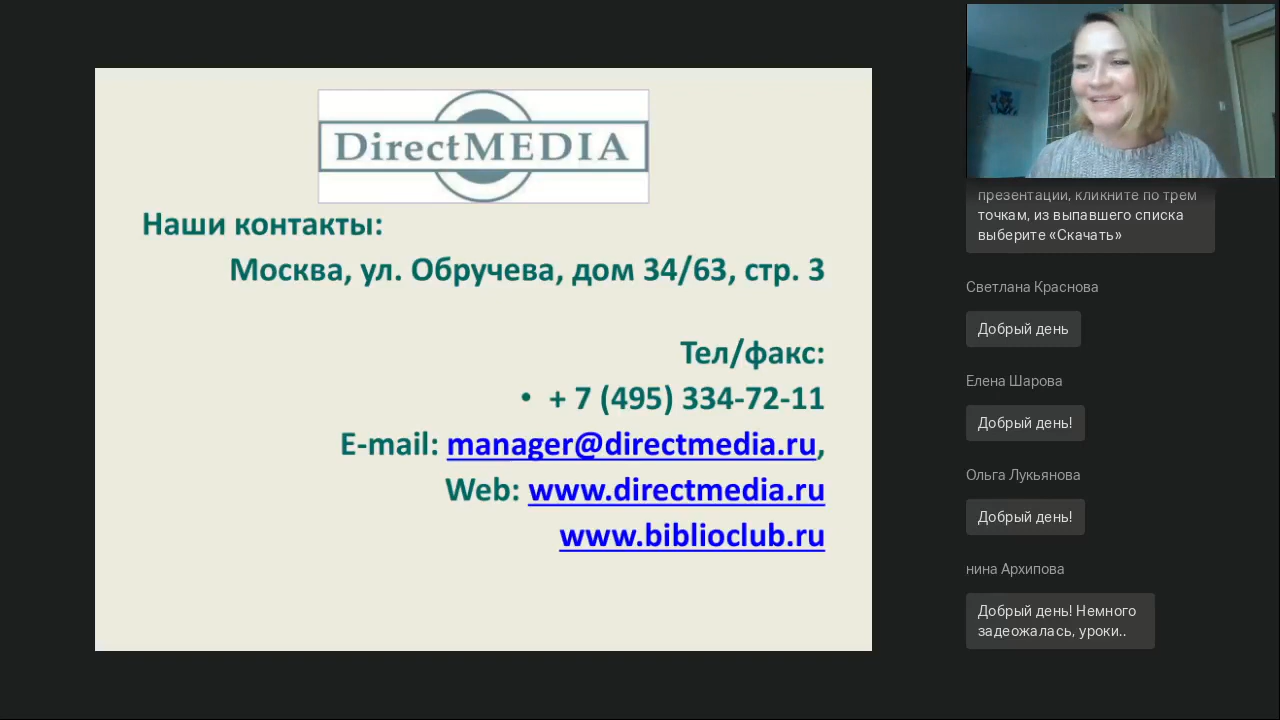 DirectMEDIA
Наши контакты:
Москва, ул. Обручева, дом 34/63, стр. 3
Тел/факс:
• + 7 (495) 334-72-11
E-mail: manager@directmedia.ru,
Web: www.directmedia.ru
www.biblioclub.ru
презентации, кликните по трем
точкам, из выпавшего списка
выберите «Скачать»
Светлана Краснова
Добрый день
Елена Шарова
Добрый день!
Ольга Лукьянова
Добрый день!
нина Архипова
Добрый день! Немного
задеожалась, уроки..